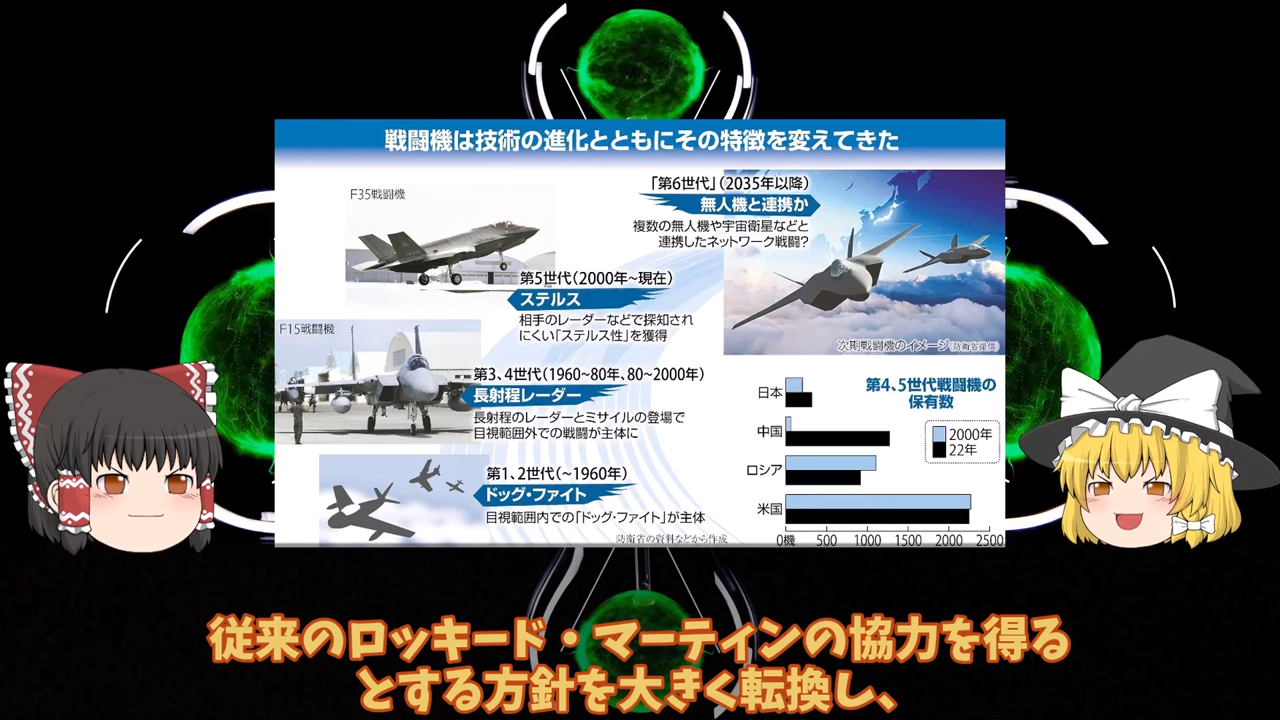 戦闘機は技術の進化とともにその特徴を変えてきた
F35戦闘機
「第6世代」(2035年以降)
無人機と連携か
複数の無人機や宇宙衛星などと
連携したネットワーク戦闘?
次期戦闘機のイメージ(防衛省提供)
第5世代(2000年~現在)
ステルス
相手のレーダーなどで探知され
にくい「ステルス性」を獲得
F15戦闘機
第3、4世代(1960~80年、80~2000年)
長射程レーダー
長射程のレーダーとミサイルの登場で
目視範囲外での戦闘が主体に
第1、2世代(~1960年)
ドッグ・ファイト
目視範囲内での「ドッグ・ファイト」が主体
防衛省の資料などから作成
第4、5世代戦闘機の
保有数
2000年
22年
日本
中国
ロシア
米国
0機 500 1000 1500 2000 2500
従来のロッキード・マーティンの協力を得る
とする方針を大きく転換し、